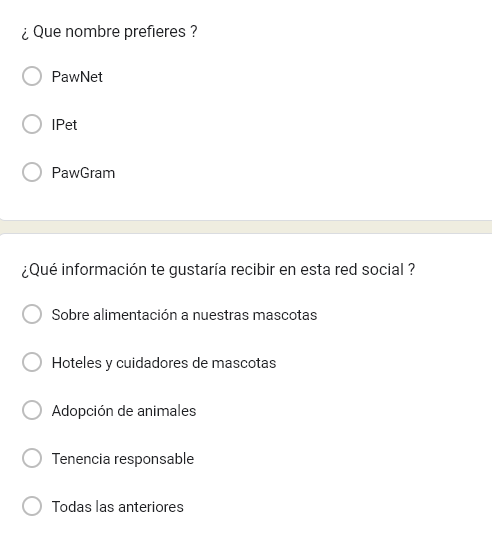 ¿ Que nombre prefieres ?
PawNet
IPet
PawGram
¿Qué información te gustaría recibir en esta red social ?
Sobre alimentación a nuestras mascotas
Hoteles y cuidadores de mascotas
Adopción de animales
Tenencia responsable
Todas las anteriores